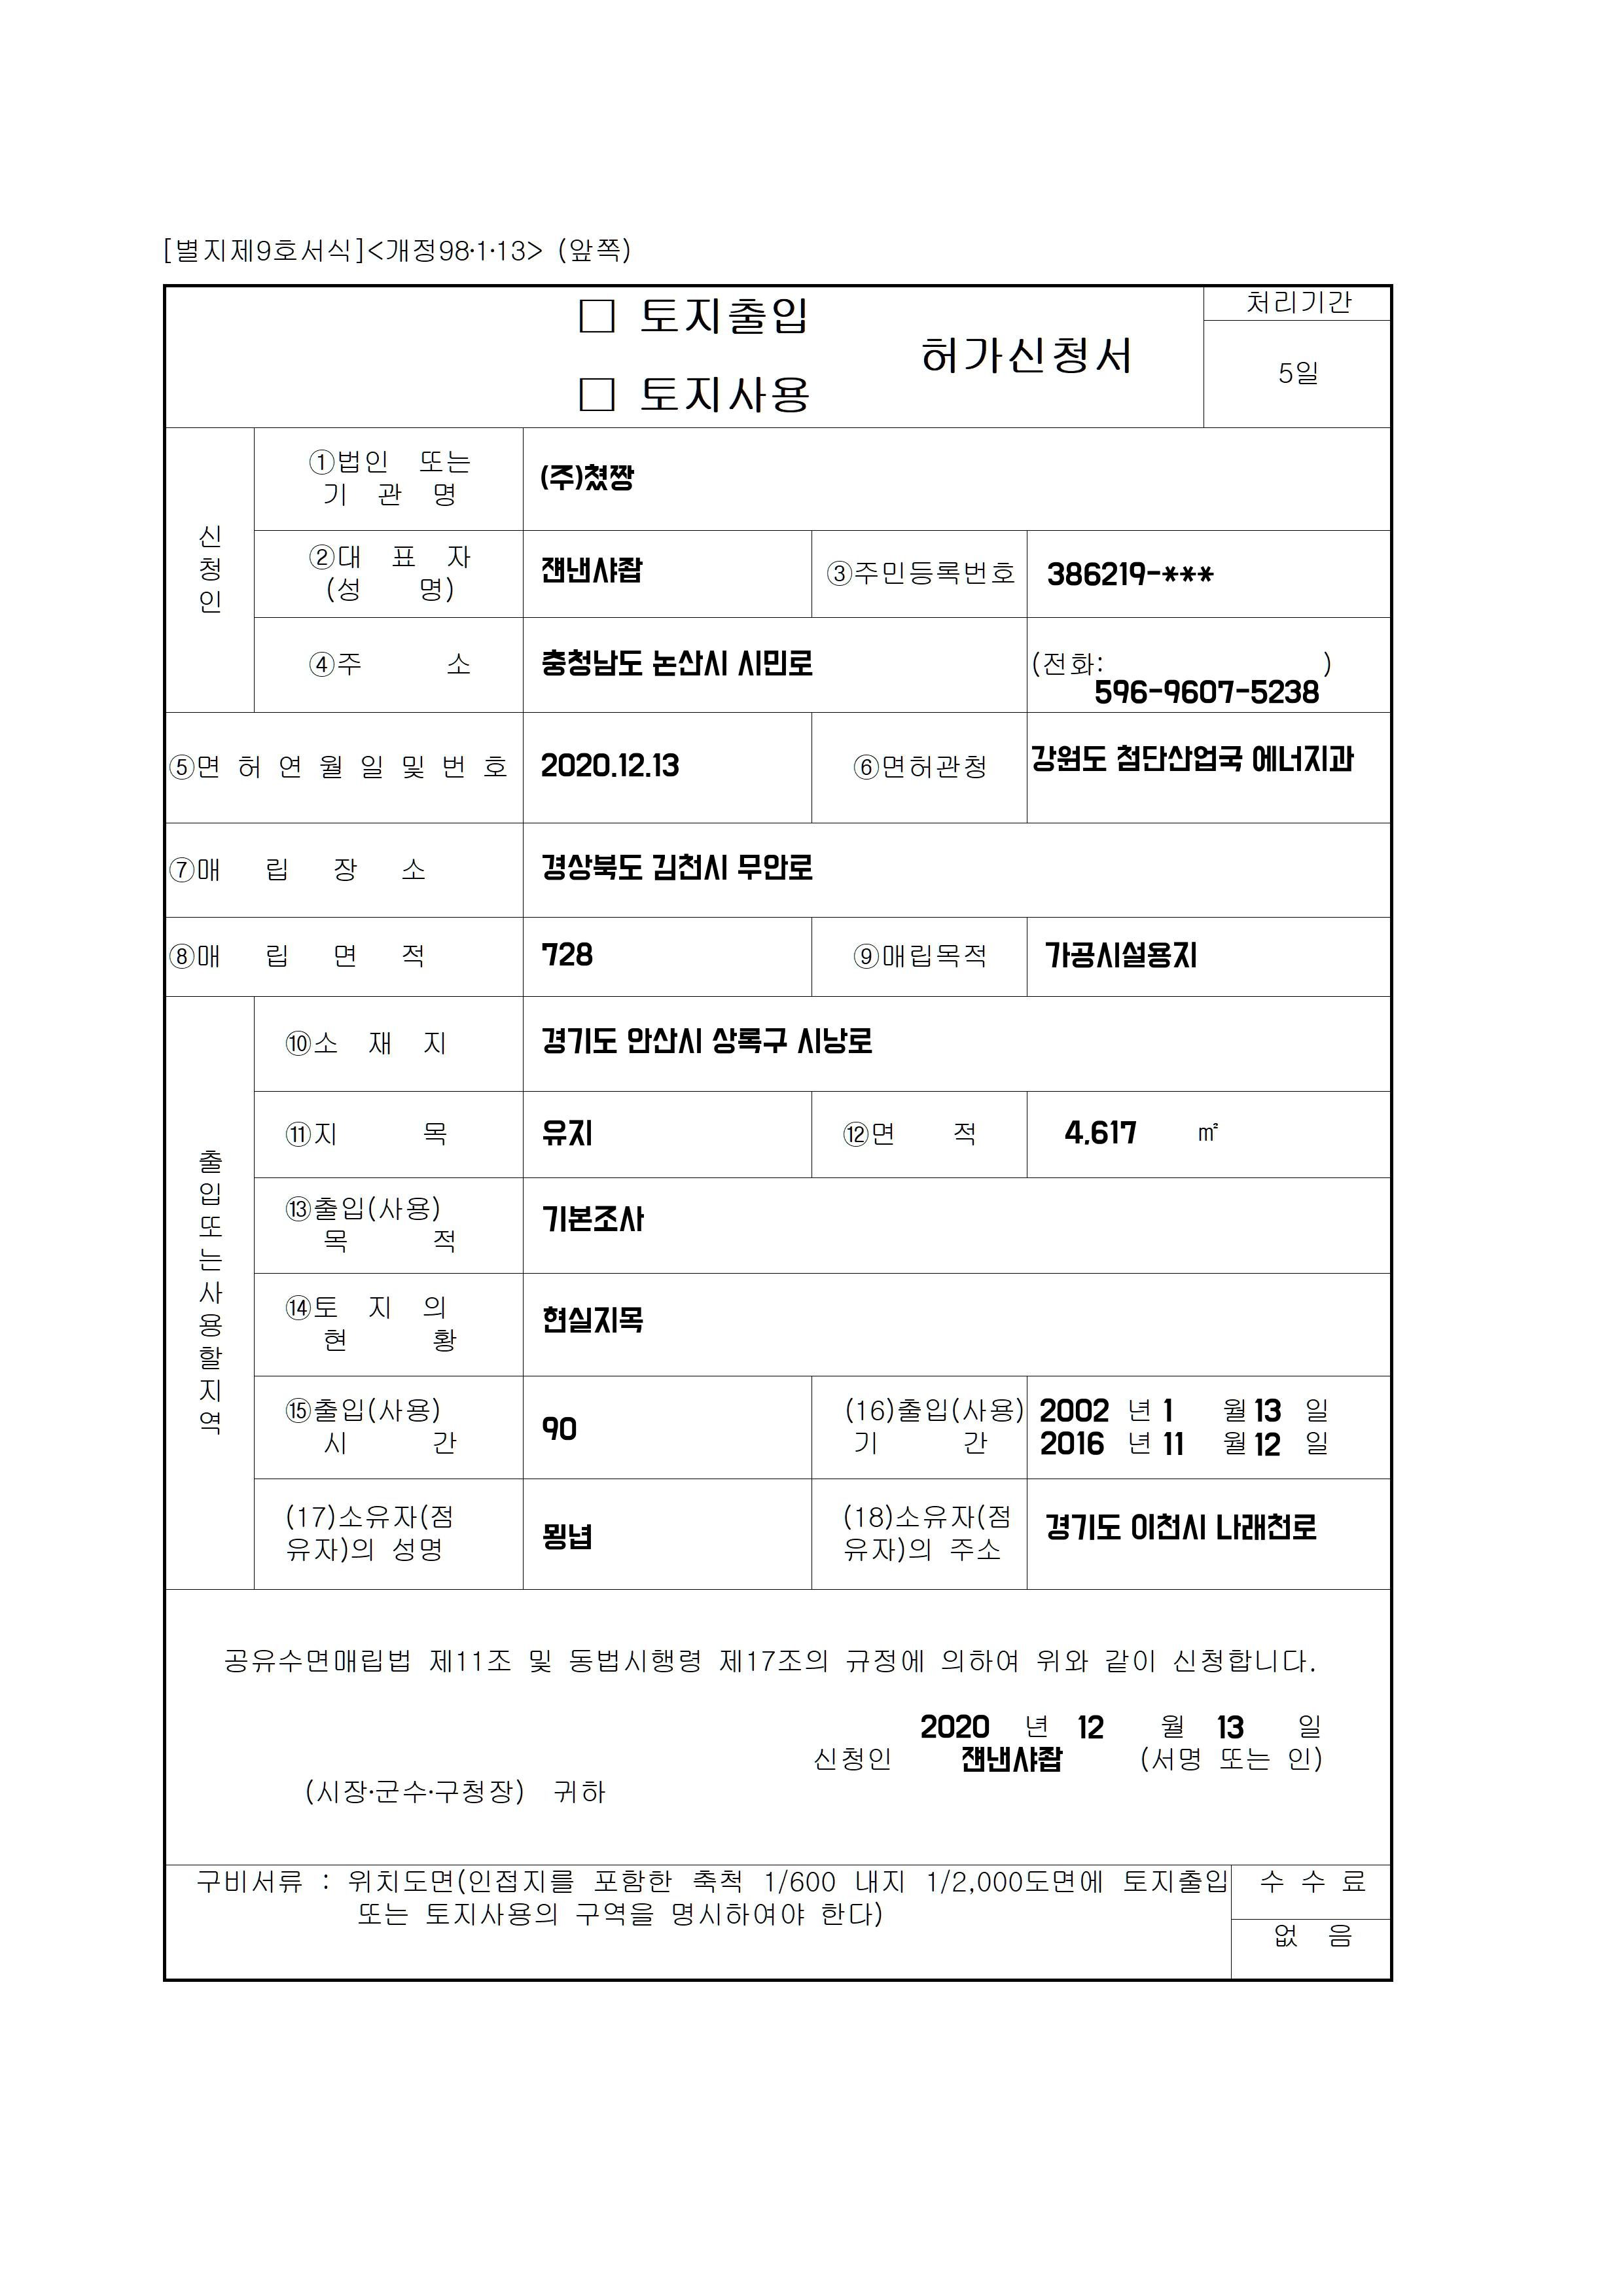 [별지제9호서식]<개정98·1·13> (앞쪽)
□ 토지출입
□ 토지사용
허가신청서
처리기간
5일
신청인
①법인 또는
기 관 명
(주)첬짱
②대 표 자
(성 명)
쟨낸샤잡
③주민등록번호
386219-***
④주 소
충청남도 논산시 시민로
(전화: )
596-9607-5238
⑤면 허 연 월 일 및 번 호
2020.12.13
⑥면허관청
강원도 첨단산업국 에너지과
⑦매 립 장 소
경상북도 김천시 무안로
⑧매 립 면 적
728
⑨매립목적
가공시설용지
출입또는사용할지역
⑩소 재 지
경기도 안산시 상록구 시낭로
⑪지 목
유지
⑫면 적
4,617 ㎡
⑬출입(사용)
목 적
기본조사
⑭토 지 의
현 황
현실지목
⑮출입(사용)
시 간
90
(16)출입(사용)
기 간
2002 년 1 월 13 일
2016 년 11 월 12 일
(17)소유자(점
유자)의 성명
(18)소유자(점
유자)의 주소
경기도 이천시 나래천로
공유수면매립법 제11조 및 동법시행령 제17조의 규정에 의하여 위와 같이 신청합니다.
2020 년 12 월 13 일
신청인 쟨낸샤잡 (서명 또는 인)
(시장·군수·구청장) 귀하
구비서류 : 위치도면(인접지를 포함한 축척 1/600 내지 1/2,000도면에 토지출입
또는 토지사용의 구역을 명시하여야 한다)
수 수 료
없 음